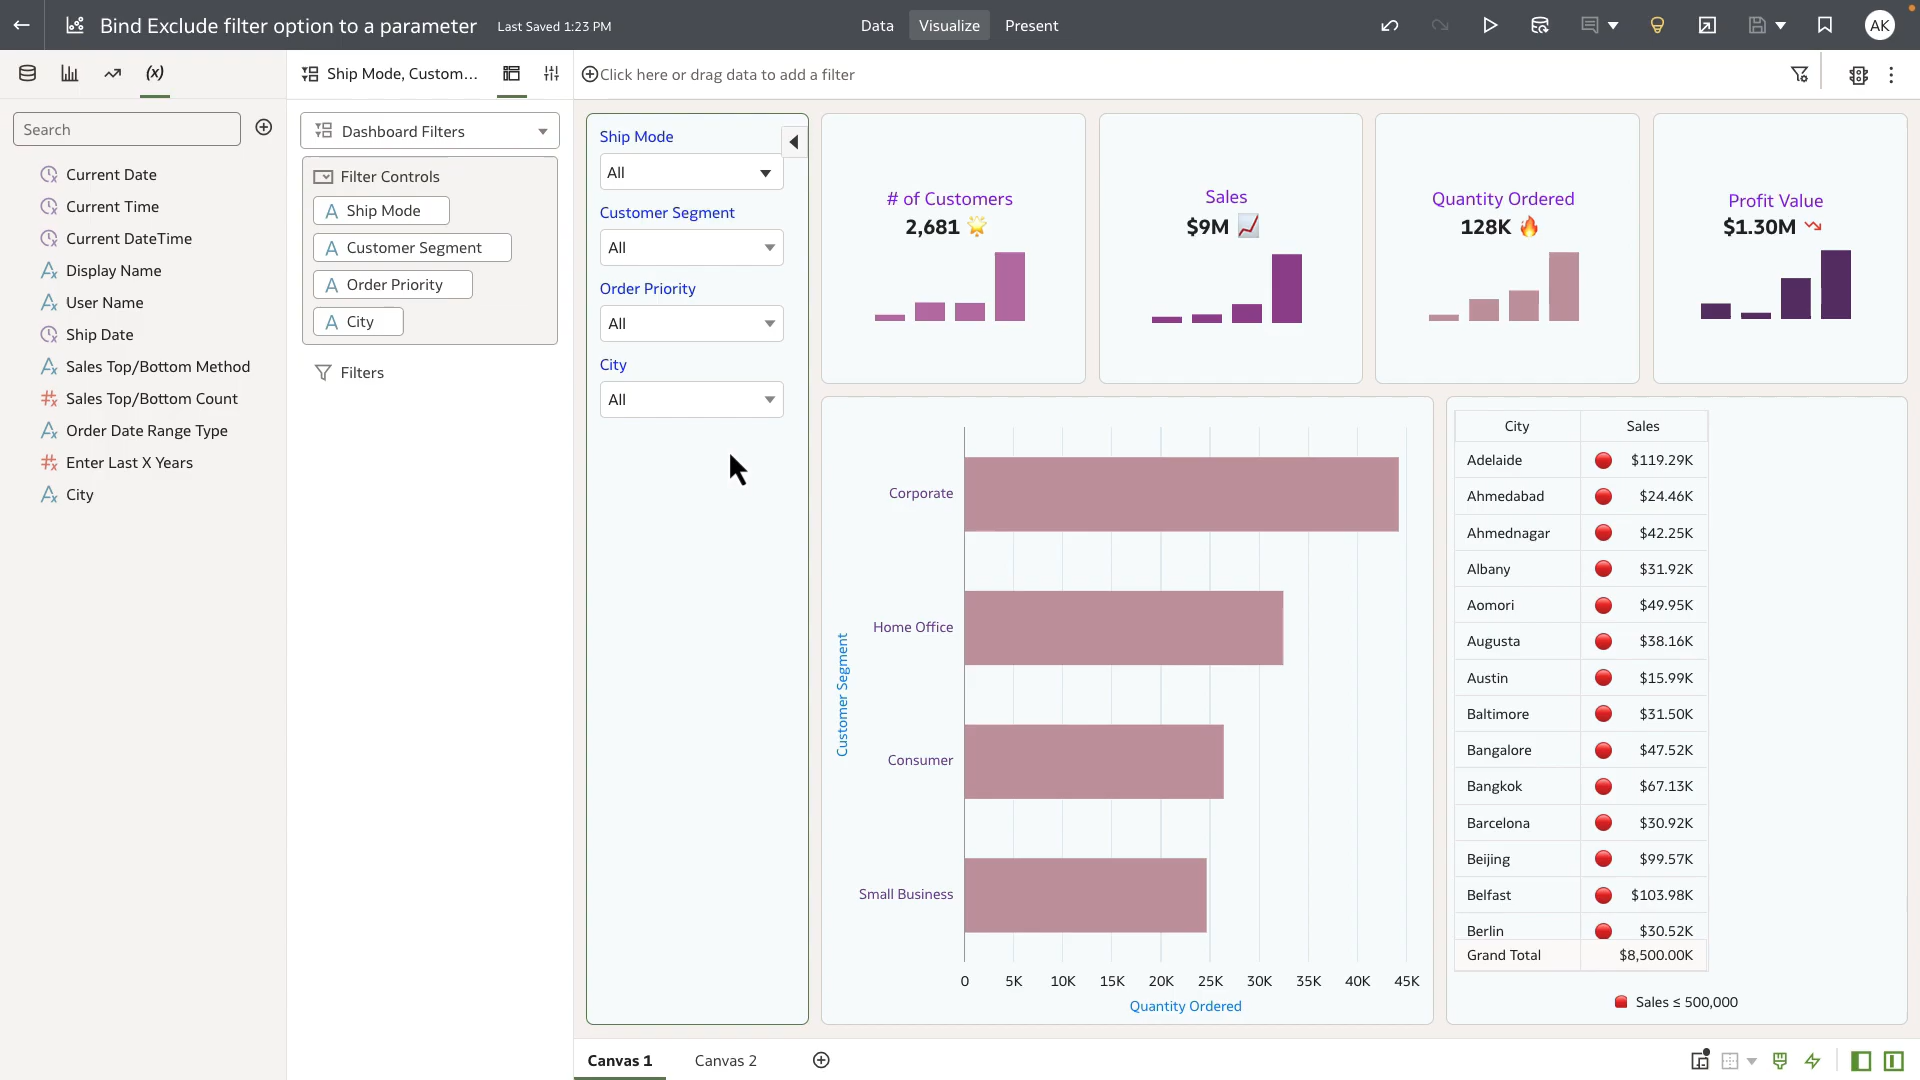 Bind Exclude filter option to a parameter
Last Saved 1:23 PM
Data
Visualize
Present
AK
(x)
Search
Current Date
Current Time
Current DateTime
Display Name
User Name
Ship Date
Sales Top/Bottom Method
Sales Top/Bottom Count
Order Date Range Type
Enter Last X Years
City
Ship Mode, Custom...
Dashboard Filters
Filter Controls
A Ship Mode
A Customer Segment
A Order Priority
A City
Filters
Click here or drag data to add a filter
Ship Mode
All
Customer Segment
All
Order Priority
All
City
All
# of Customers
2,681
Sales
$9M
Quantity Ordered
128K
Profit Value
$1.30M
Customer Segment
Corporate
Home Office
Consumer
Small Business
0 5K 10K 15K 20K 25K 30K 35K 40K 45K
Quantity Ordered
City Sales
Adelaide $119.29K
Ahmedabad $24.46K
Ahmednagar $42.25K
Albany $31.92K
Aomori $49.95K
Augusta $38.16K
Austin $15.99K
Baltimore $31.50K
Bangalore $47.52K
Bangkok $67.13K
Barcelona $30.92K
Beijing $99.57K
Belfast $103.98K
Berlin $30.52K
Grand Total $8,500.00K
Sales ≤ 500,000
Canvas 1
Canvas 2